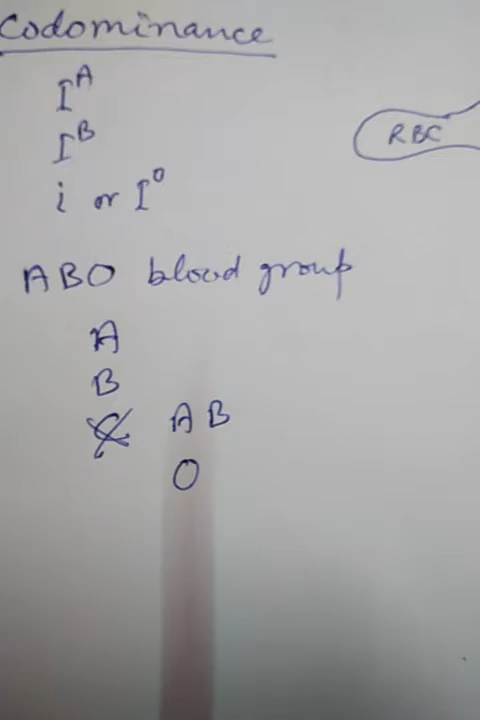 Codominance
I^A
I^B
RBC
i or I^o
ABO blood group
A
B
AB
O